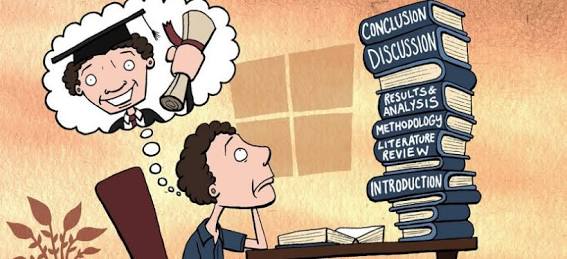 CONCLUSION
DISCUSSION
RESULTS &
ANALYSIS
METHODOLOGY
LITERATURE
REVIEW
INTRODUCTION